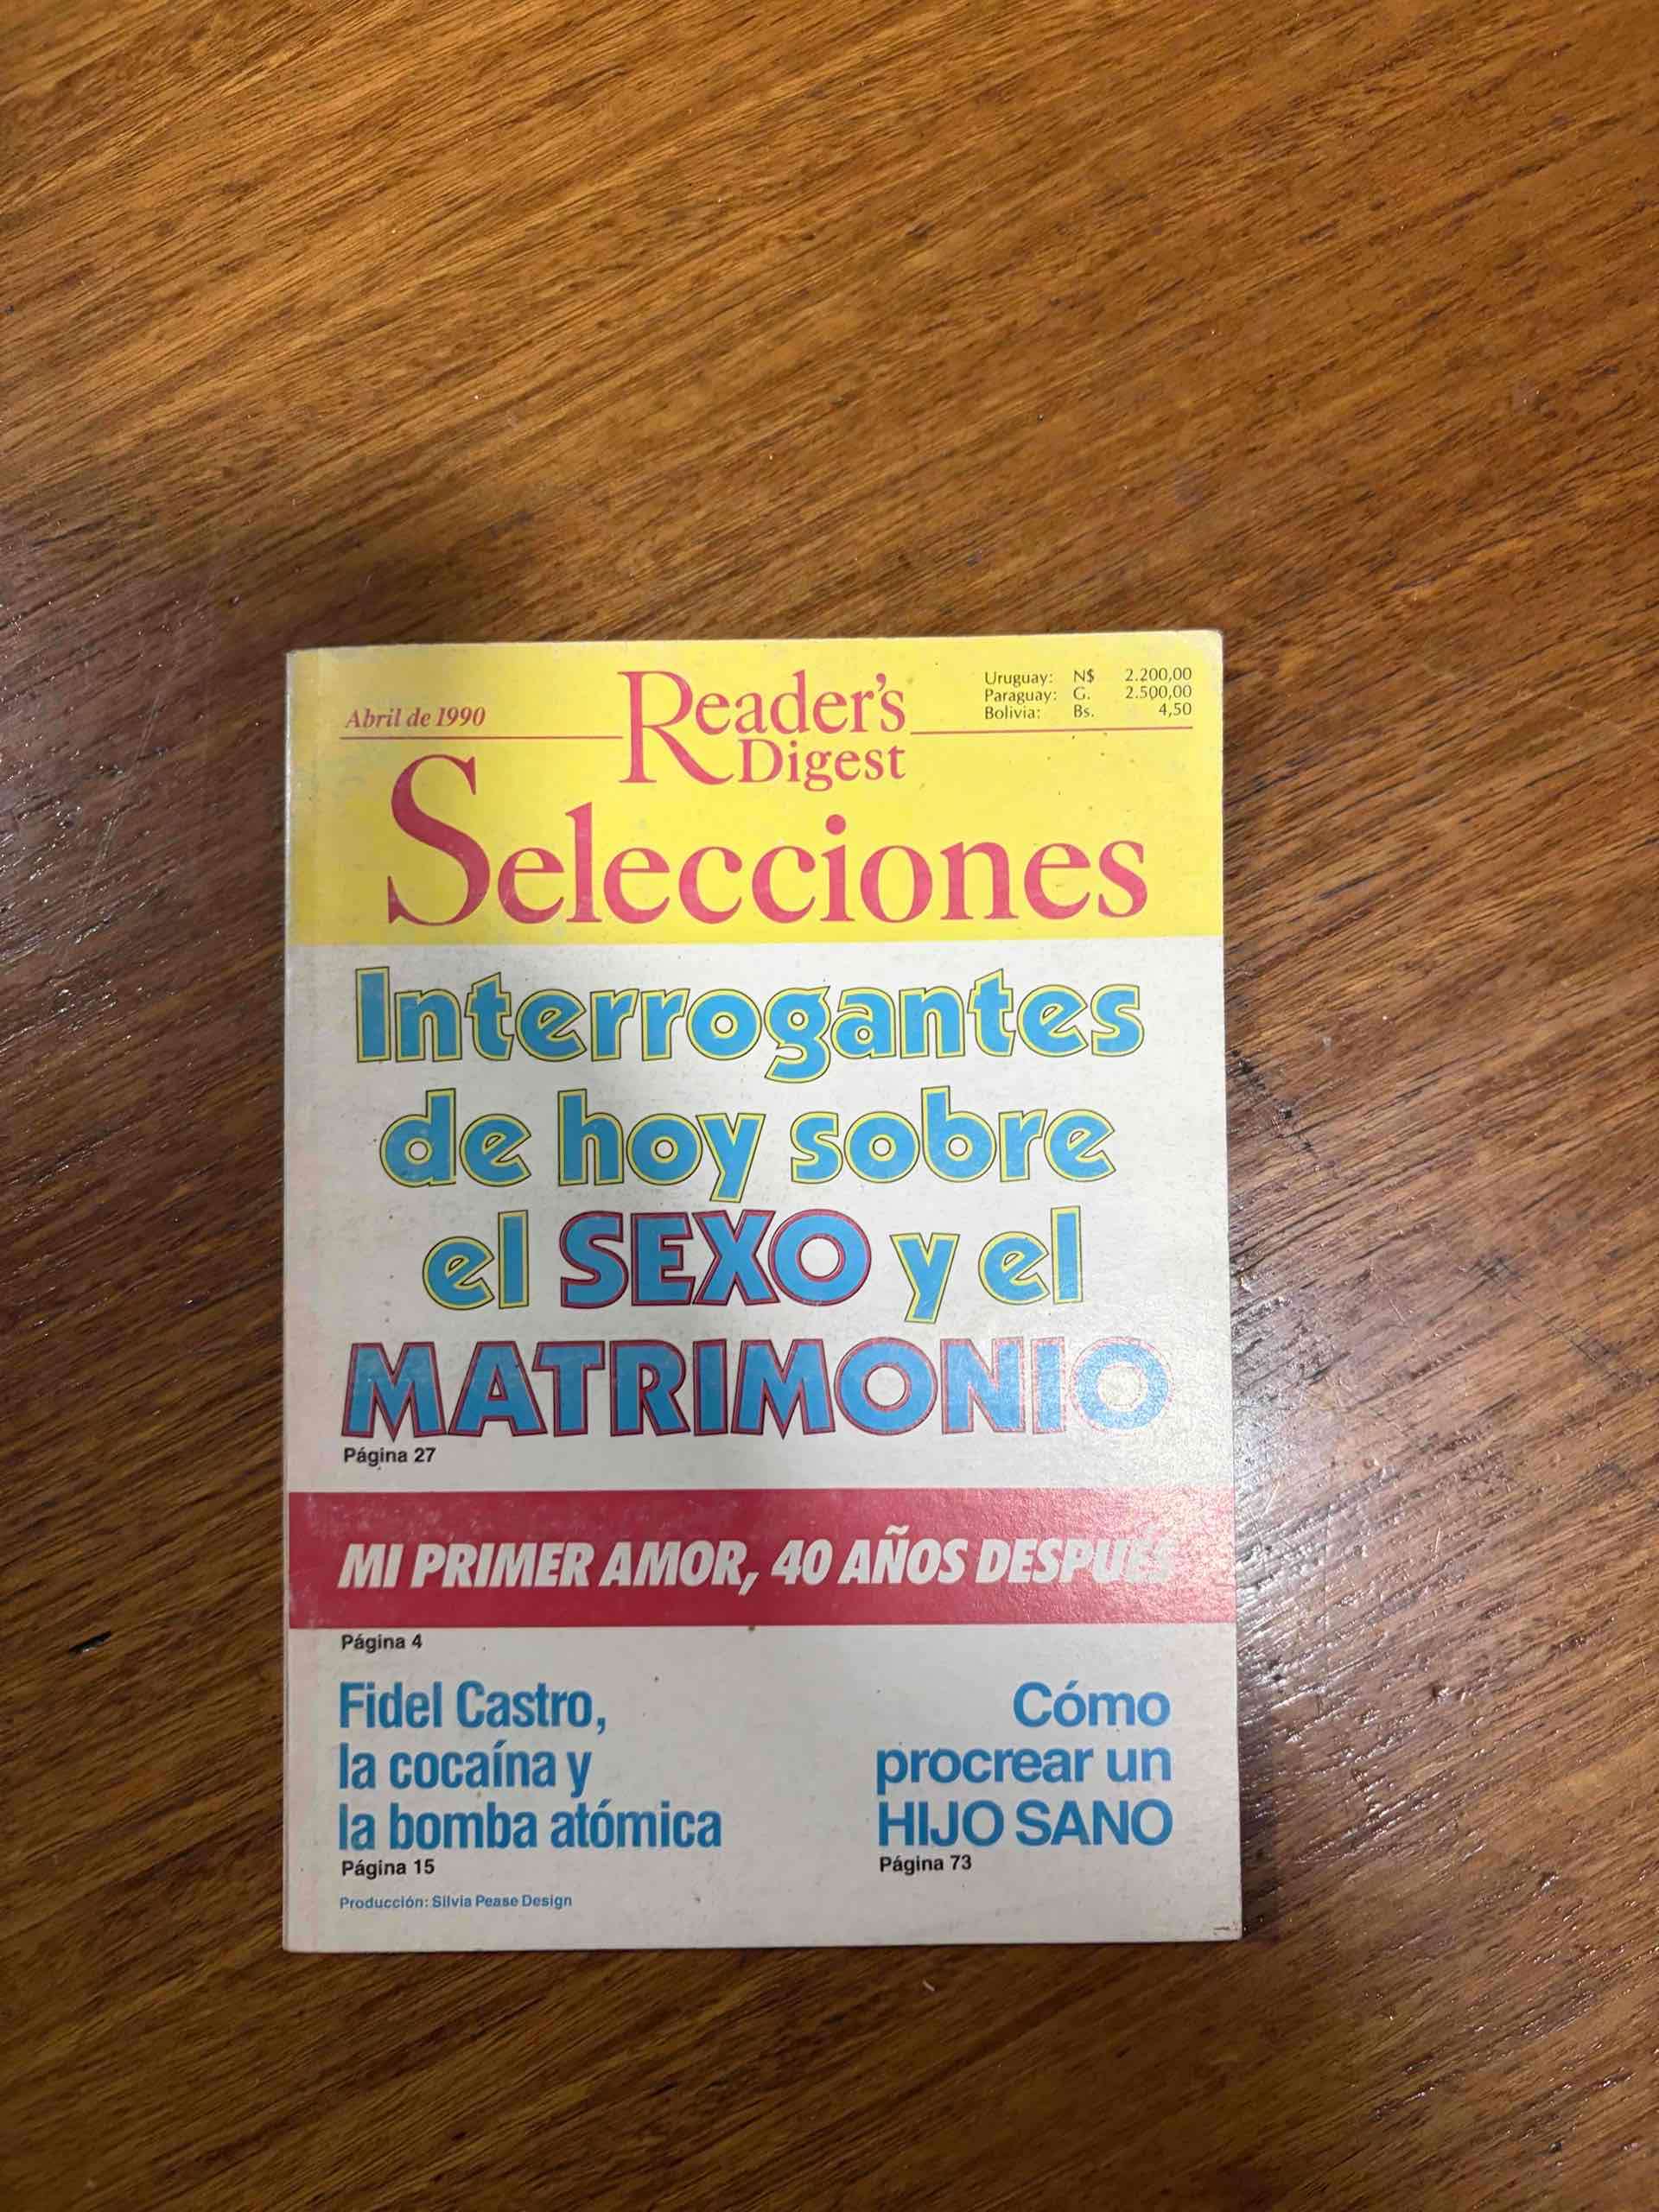 Abril de 1990
Reader's
Digest
Uruguay: N$ 2.200,00
Paraguay: G. 2.500,00
Bolivia: Bs. 4,50
Selecciones
Interrogantes
de hoy sobre
el SEXO y el
MATRIMONIO
Página 27
MI PRIMER AMOR, 40 AÑOS DESPUÉS
Página 4
Fidel Castro,
la cocaína y
la bomba atómica
Página 15
Cómo
procrear un
HIJO SANO
Página 73
Producción: Silvia Pease Design